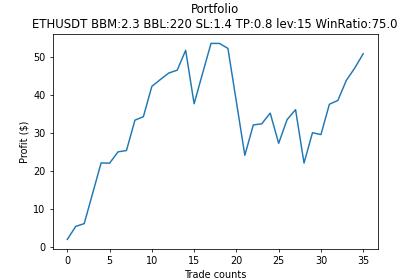 Portfolio
ETHUSDT BBM:2.3 BBL:220 SL:1.4 TP:0.8 lev:15 WinRatio:75.0
50
40
30
20
10
0
Profit ($)
0 5 10 15 20 25 30 35
Trade counts